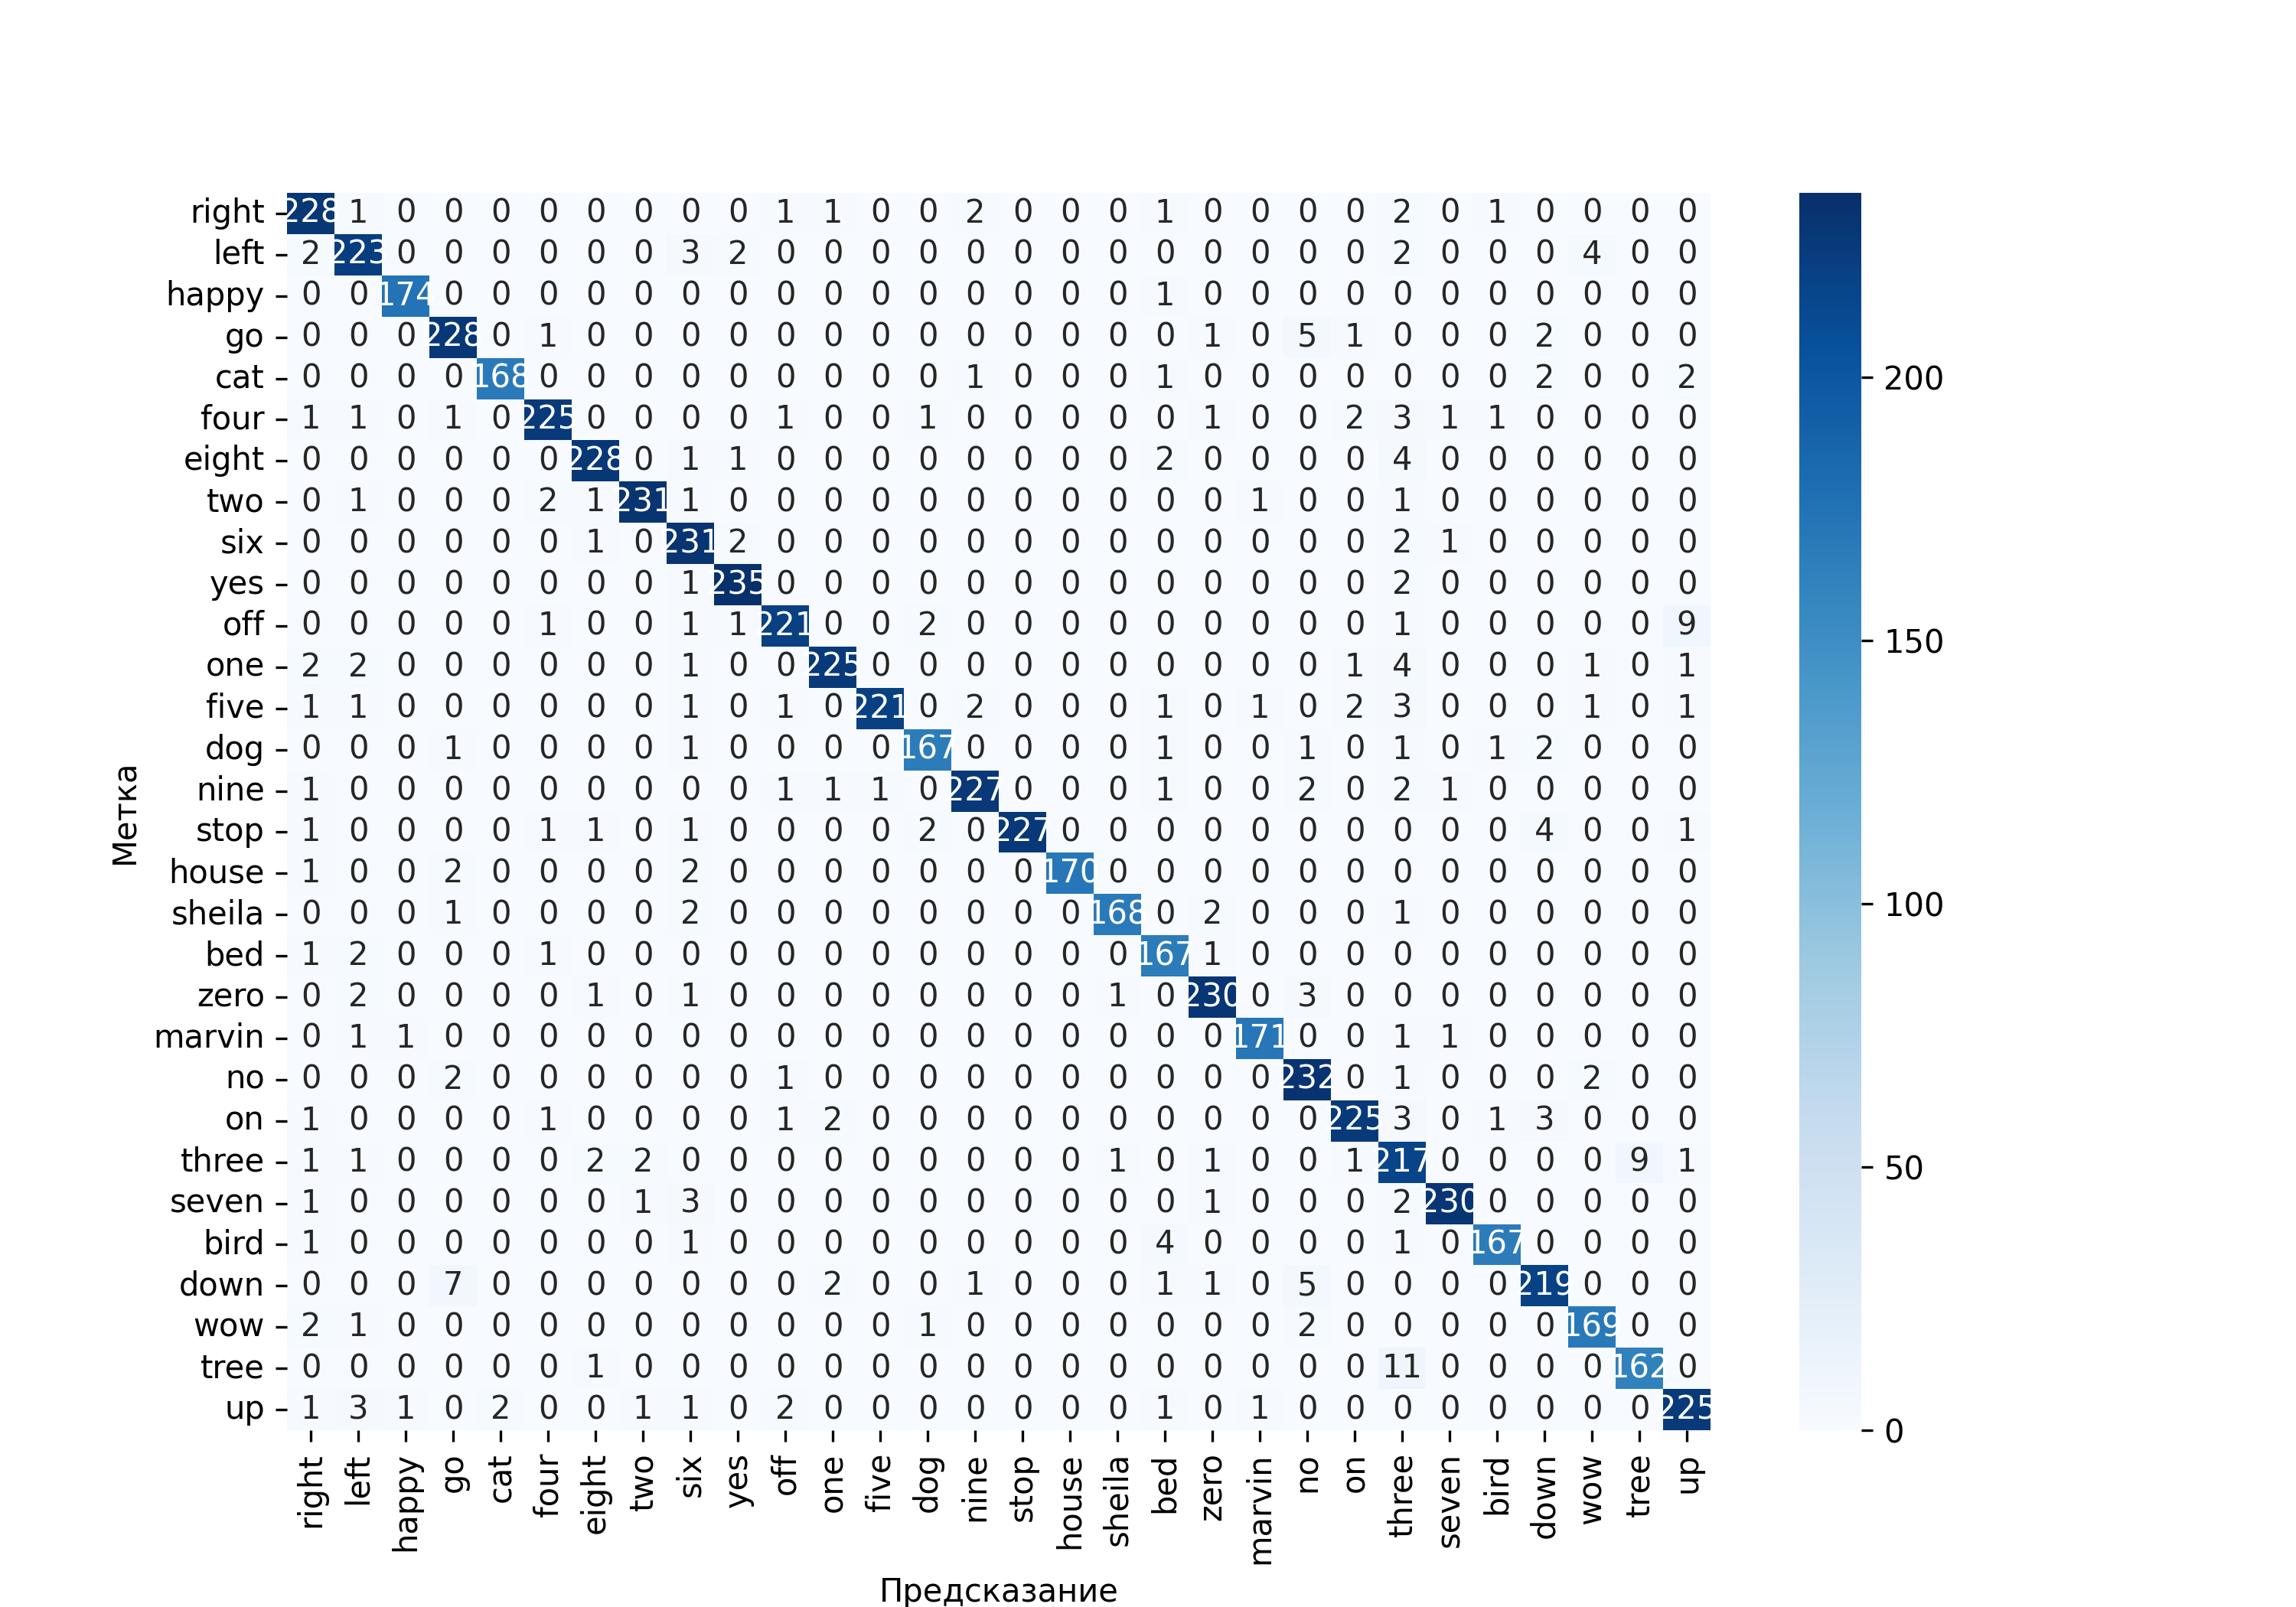 right 228 1 0 0 0 0 0 0 0 0 1 1 0 0 2 0 0 0 1 0 0 0 0 2 0 1 0 0 0 0
left 2 223 0 0 0 0 0 0 3 2 0 0 0 0 0 0 0 0 0 0 0 0 0 2 0 0 0 4 0 0
happy 0 0 174 0 0 0 0 0 0 0 0 0 0 0 0 0 0 0 1 0 0 0 0 0 0 0 0 0 0 0
go 0 0 0 228 0 1 0 0 0 0 0 0 0 0 0 0 0 0 0 1 0 5 1 0 0 0 2 0 0 0
cat 0 0 0 0 168 0 0 0 0 0 0 0 0 0 1 0 0 0 1 0 0 0 0 0 0 0 2 0 0 2
200
four 1 1 0 1 0 225 0 0 0 0 1 0 0 1 0 0 0 0 0 1 0 0 2 3 1 1 0 0 0 0
eight 0 0 0 0 0 0 228 0 1 1 0 0 0 0 0 0 0 0 2 0 0 0 0 4 0 0 0 0 0 0
two 0 1 0 0 0 2 1 231 1 0 0 0 0 0 0 0 0 0 0 0 1 0 0 1 0 0 0 0 0 0
six 0 0 0 0 0 0 1 0 231 2 0 0 0 0 0 0 0 0 0 0 0 0 0 2 1 0 0 0 0 0
yes 0 0 0 0 0 0 0 0 1 235 0 0 0 0 0 0 0 0 0 0 0 0 0 2 0 0 0 0 0 0
off 0 0 0 0 0 1 0 0 1 1 221 0 0 2 0 0 0 0 0 0 0 0 0 1 0 0 0 0 0 9
150
one 2 2 0 0 0 0 0 0 1 0 0 225 0 0 0 0 0 0 0 0 0 0 1 4 0 0 0 1 0 1
five 1 1 0 0 0 0 0 0 1 0 1 0 221 0 2 0 0 0 1 0 1 0 2 3 0 0 0 1 0 1
dog 0 0 0 1 0 0 0 0 1 0 0 0 0 167 0 0 0 0 1 0 0 1 0 1 0 1 2 0 0 0
nine 1 0 0 0 0 0 0 0 0 0 1 1 1 0 227 0 0 0 1 0 0 2 0 2 1 0 0 0 0 0
Метка
stop 1 0 0 0 0 1 1 0 1 0 0 0 0 2 0 227 0 0 0 0 0 0 0 0 0 0 4 0 0 1
house 1 0 0 2 0 0 0 0 2 0 0 0 0 0 0 0 170 0 0 0 0 0 0 0 0 0 0 0 0 0
100
sheila 0 0 0 1 0 0 0 0 2 0 0 0 0 0 0 0 0 168 0 2 0 0 0 1 0 0 0 0 0 0
bed 1 2 0 0 0 1 0 0 0 0 0 0 0 0 0 0 0 0 167 1 0 0 0 0 0 0 0 0 0 0
zero 0 2 0 0 0 0 1 0 1 0 0 0 0 0 0 0 0 1 0 230 0 3 0 0 0 0 0 0 0 0
marvin 0 1 1 0 0 0 0 0 0 0 0 0 0 0 0 0 0 0 0 0 171 0 0 1 1 0 0 0 0 0
no 0 0 0 2 0 0 0 0 0 0 1 0 0 0 0 0 0 0 0 0 0 232 0 1 0 0 0 2 0 0
on 1 0 0 0 0 1 0 0 0 0 1 2 0 0 0 0 0 0 0 0 0 0 225 3 0 1 3 0 0 0
three 1 1 0 0 0 0 2 2 0 0 0 0 0 0 0 0 0 1 0 1 0 0 1 217 0 0 0 0 9 1
50
seven 1 0 0 0 0 0 0 1 3 0 0 0 0 0 0 0 0 0 0 1 0 0 0 2 230 0 0 0 0 0
bird 1 0 0 0 0 0 0 0 1 0 0 0 0 0 0 0 0 0 4 0 0 0 0 1 0 167 0 0 0 0
down 0 0 0 7 0 0 0 0 0 0 0 2 0 0 1 0 0 0 1 1 0 5 0 0 0 0 219 0 0 0
wow 2 1 0 0 0 0 0 0 0 0 0 0 0 1 0 0 0 0 0 0 0 2 0 0 0 0 0 169 0 0
tree 0 0 0 0 0 0 1 0 0 0 0 0 0 0 0 0 0 0 0 0 0 0 0 11 0 0 0 0 162 0
up 1 3 1 0 2 0 0 1 1 0 2 0 0 0 0 0 0 0 1 0 1 0 0 0 0 0 0 0 0 225
0
right left happy go cat four eight two six yes off one five dog nine stop house sheila bed zero marvin no on three seven bird down wow tree up
Предсказание